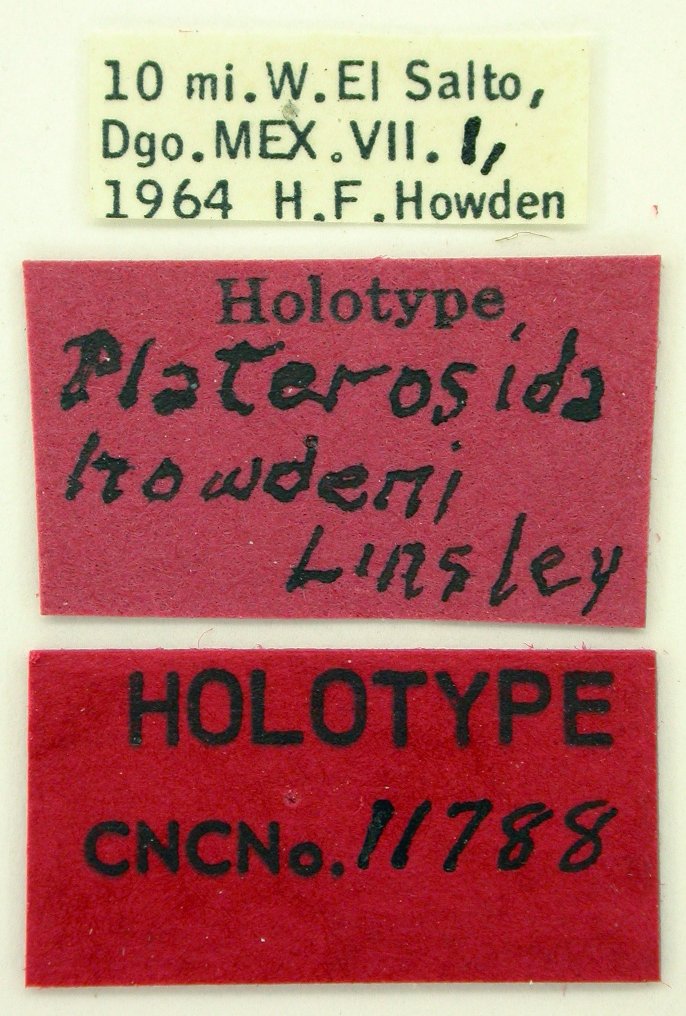 10 mi.W.El Salto,
Dgo.MEX.VII.1,
1964 H.F.Howden
Holotype
Platerosida
howdeni
Linsley
HOLOTYPE
CNCNo.11788